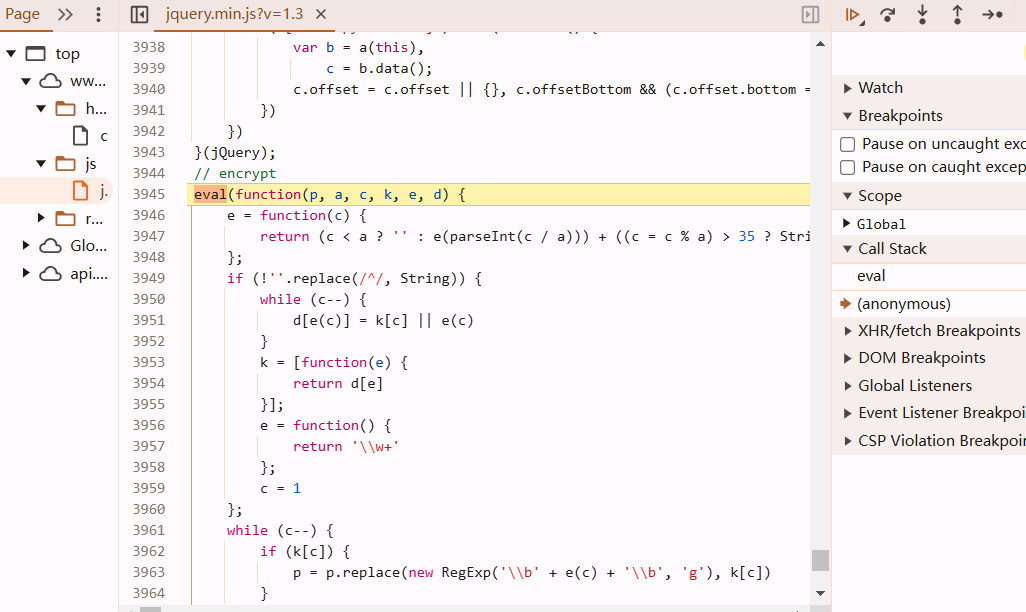 Page
jquery.min.js?v=1.3
top
ww...
h...
c
js
j.
r...
Glo...
api....
3938 var b = a(this),
3939 c = b.data();
3940 c.offset = c.offset || {}, c.offsetBottom && (c.offset.bottom =
3941 })
3942 })
3943 }(jQuery);
3944 // encrypt
3945 eval(function(p, a, c, k, e, d) {
3946 e = function(c) {
3947 return (c < a ? '' : e(parseInt(c / a))) + ((c = c % a) > 35 ? Stri
3948 };
3949 if (!''.replace(/^/, String)) {
3950 while (c--) {
3951 d[e(c)] = k[c] || e(c)
3952 }
3953 k = [function(e) {
3954 return d[e]
3955 }];
3956 e = function() {
3957 return '\\w+'
3958 };
3959 c = 1
3960 };
3961 while (c--) {
3962 if (k[c]) {
3963 p = p.replace(new RegExp('\\b' + e(c) + '\\b', 'g'), k[c])
3964 }
Watch
Breakpoints
Pause on uncaught exc
Pause on caught excep
Scope
Global
Call Stack
eval
(anonymous)
XHR/fetch Breakpoints
DOM Breakpoints
Global Listeners
Event Listener Breakpoi
CSP Violation Breakpoin